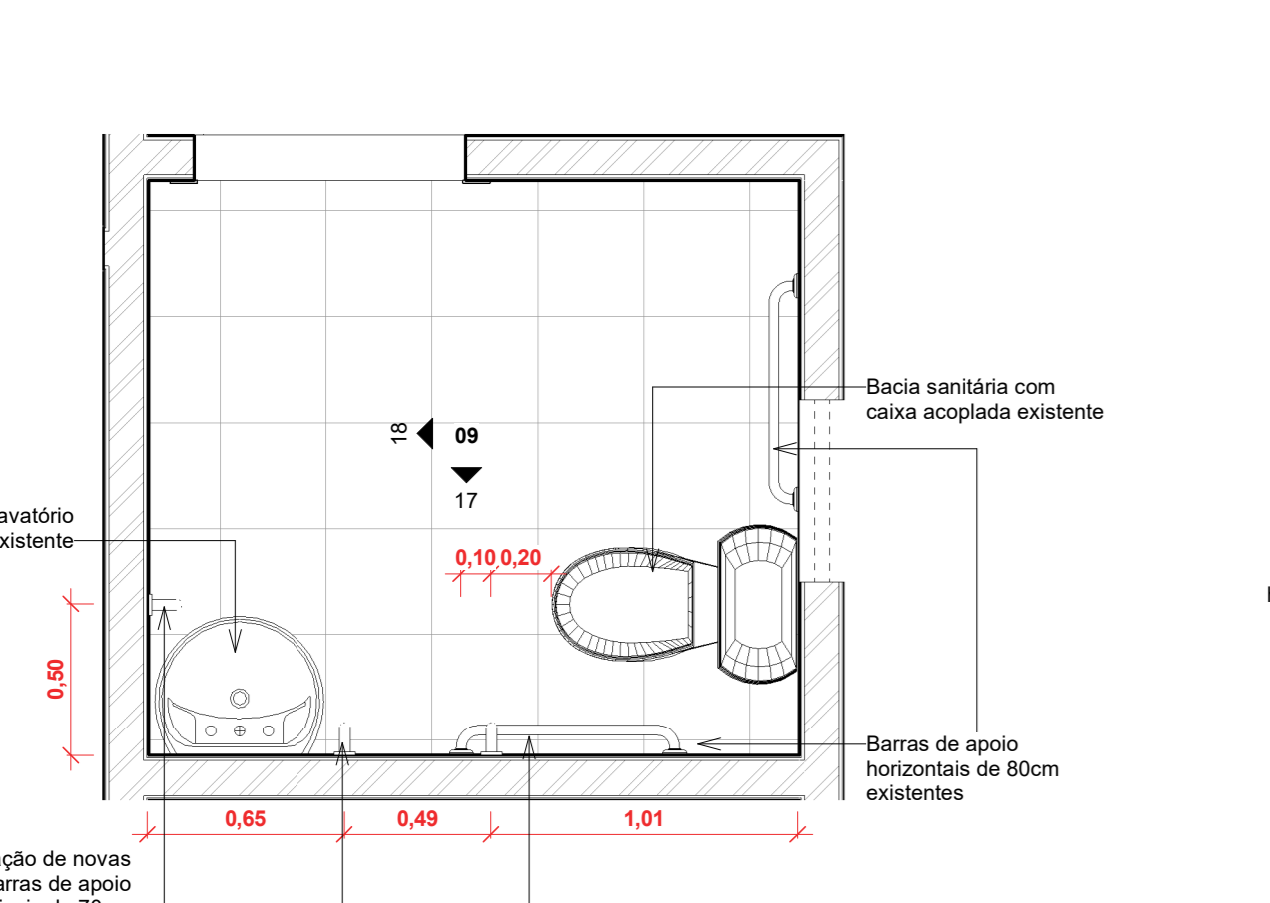 Bacia sanitária com
caixa acoplada existente
18
09
17
avatório
xistente
0,10 0,20
0,50
Barras de apoio
horizontais de 80cm
existentes
0,65
0,49
1,01
ção de novas
arras de apoio